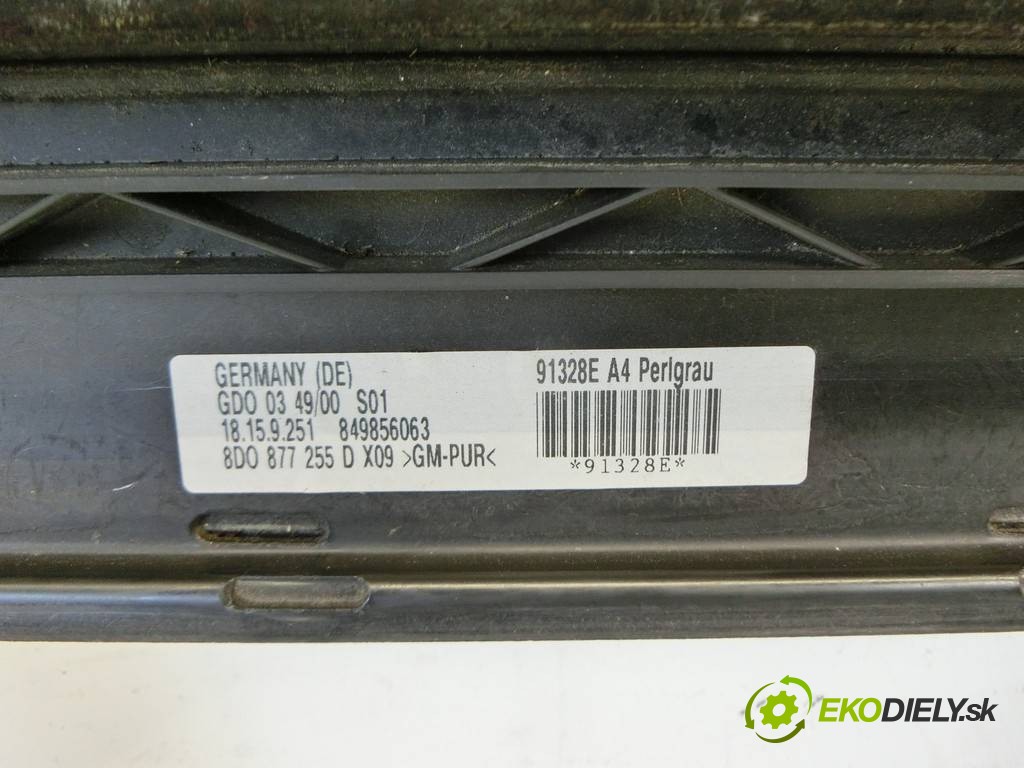 GERMANY (DE)
GDO 03 49/00 S01
18.15.9.251 849856063
8D0 877 255 D X09 >GM-PUR<
91328E A4 Perlgrau
*91328E*
EKODIELY.sk